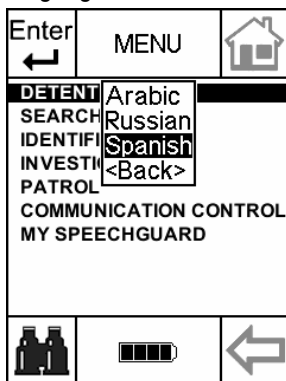 Enter
MENU
DETENT
Arabic
SEARCH
Russian
IDENTIFI
Spanish
INVESTI
<Back>
PATROL
COMMUNICATION CONTROL
MY SPEECHGUARD